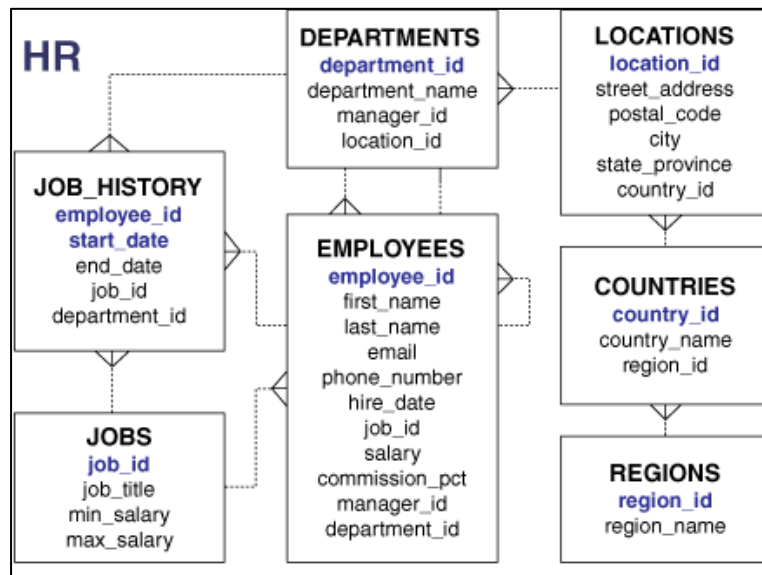 HR
DEPARTMENTS
department_id
department_name
manager_id
location_id
LOCATIONS
location_id
street_address
postal_code
city
state_province
country_id
JOB_HISTORY
employee_id
start_date
end_date
job_id
department_id
EMPLOYEES
employee_id
first_name
last_name
email
phone_number
hire_date
job_id
salary
commission_pct
manager_id
department_id
COUNTRIES
country_id
country_name
region_id
JOBS
job_id
job_title
min_salary
max_salary
REGIONS
region_id
region_name